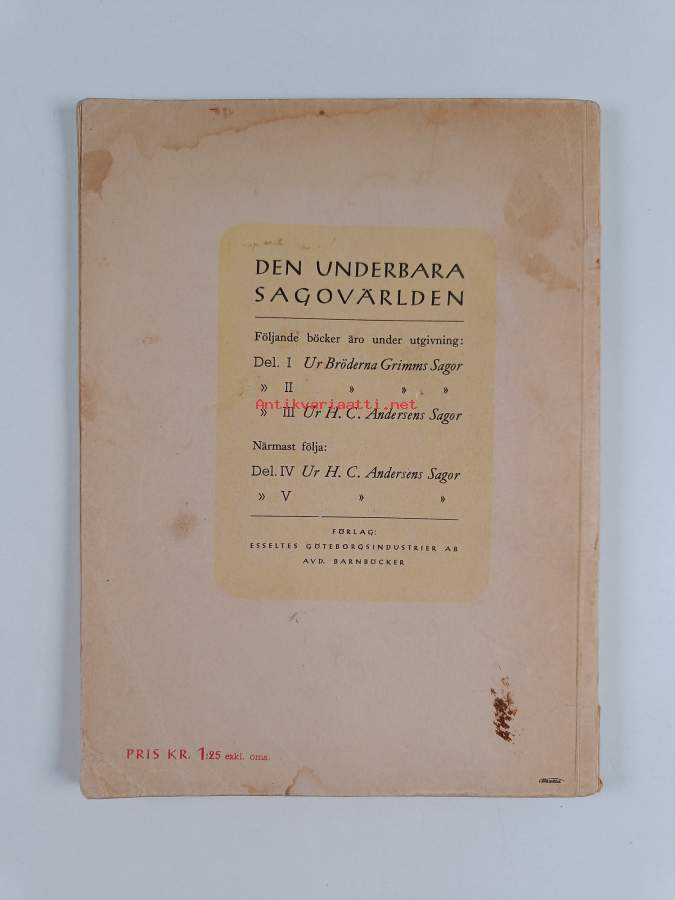 DEN UNDERBARA
SAGOVÄRLDEN
Följande böcker äro under utgivning:
Del. I Ur Bröderna Grimms Sagor
» II » » »
Antikvariaatti.net
» III Ur H. C. Andersens Sagor
Närmast följa:
Del. IV Ur H. C. Andersens Sagor
» V » »
FÖRLAG:
ESSELTES GÖTEBORGSINDUSTRIER AB
AVD. BARNBÖCKER
PRIS KR. 1:25 exkl. oms.